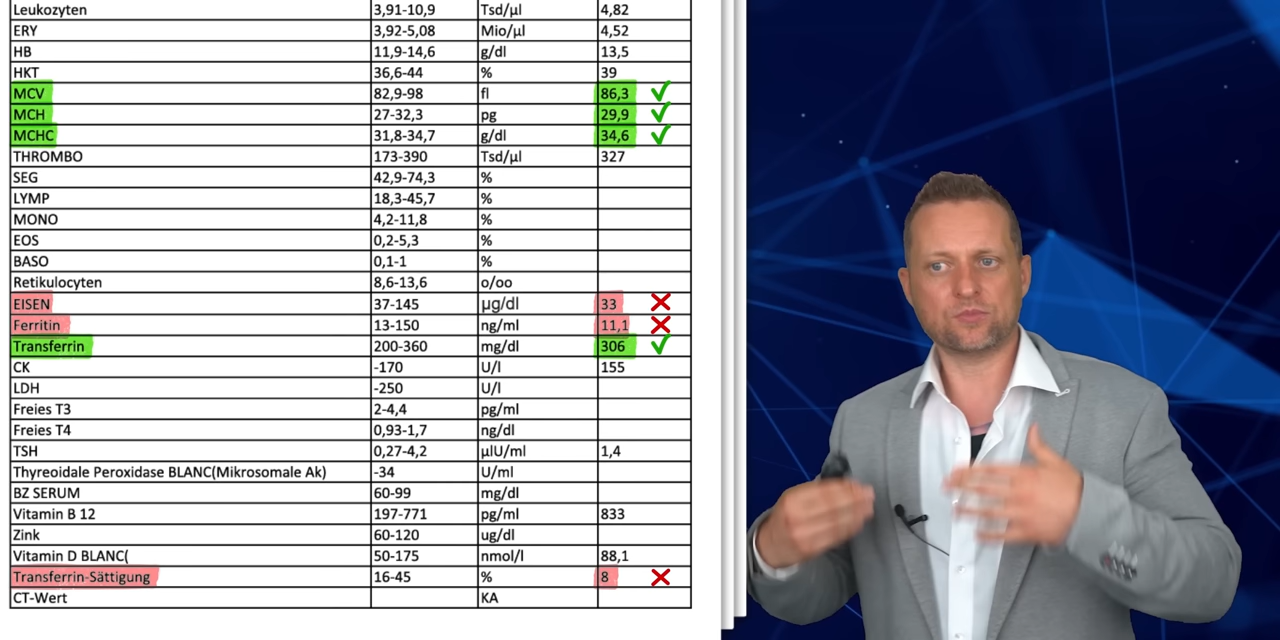 Leukozyten 3,91-10,9 Tsd/µl 4,82
ERY 3,92-5,08 Mio/µl 4,52
HB 11,9-14,6 g/dl 13,5
HKT 36,6-44 % 39
MCV 82,9-98 fl 86,3
MCH 27-32,3 pg 29,9
MCHC 31,8-34,7 g/dl 34,6
THROMBO 173-390 Tsd/µl 327
SEG 42,9-74,3 %
LYMP 18,3-45,7 %
MONO 4,2-11,8 %
EOS 0,2-5,3 %
BASO 0,1-1 %
Retikulocyten 8,6-13,6 o/oo
EISEN 37-145 µg/dl 33
Ferritin 13-150 ng/ml 11,1
Transferrin 200-360 mg/dl 306
CK -170 U/l 155
LDH -250 U/l
Freies T3 2-4,4 pg/ml
Freies T4 0,93-1,7 ng/dl
TSH 0,27-4,2 µlU/ml 1,4
Thyreoidale Peroxidase BLANC(Mikrosomale Ak) -34 U/ml
BZ SERUM 60-99 mg/dl
Vitamin B 12 197-771 pg/ml 833
Zink 60-120 ug/dl
Vitamin D BLANC( 50-175 nmol/l 88,1
Transferrin-Sättigung 16-45 % 8
CT-Wert KA